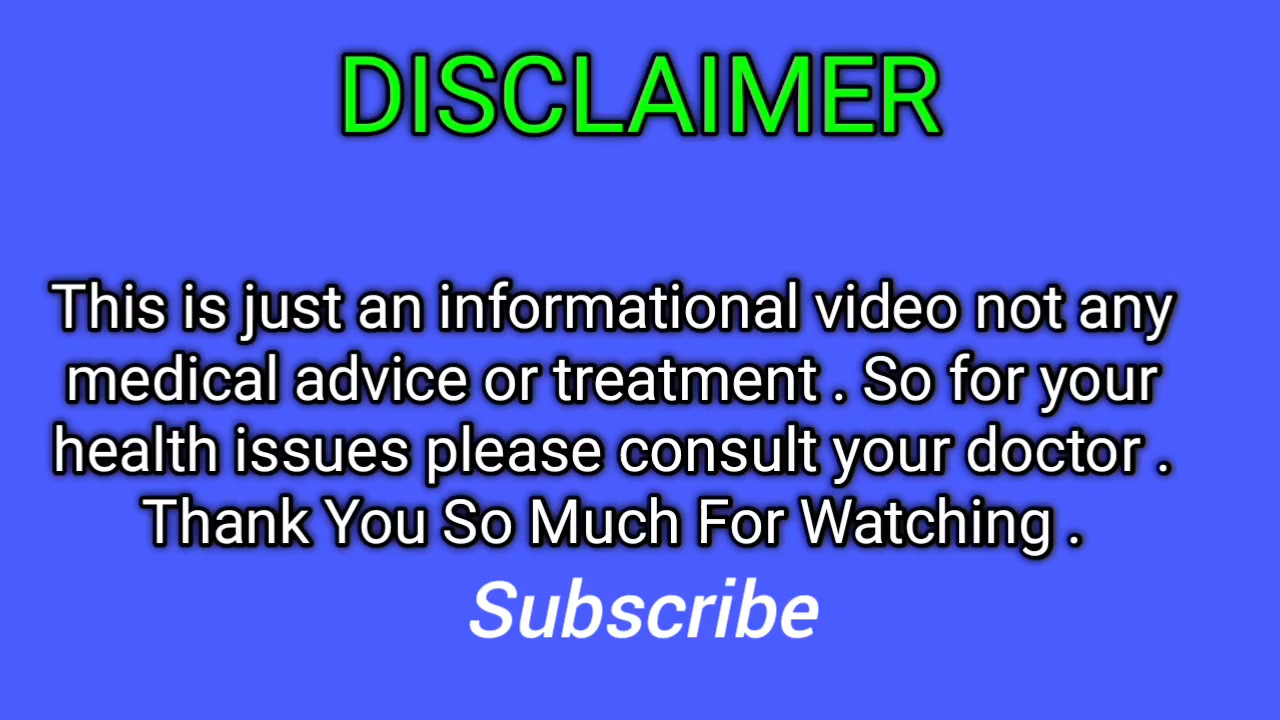 DISCLAIMER
This is just an informational video not any
medical advice or treatment . So for your
health issues please consult your doctor .
Thank You So Much For Watching .
Subscribe